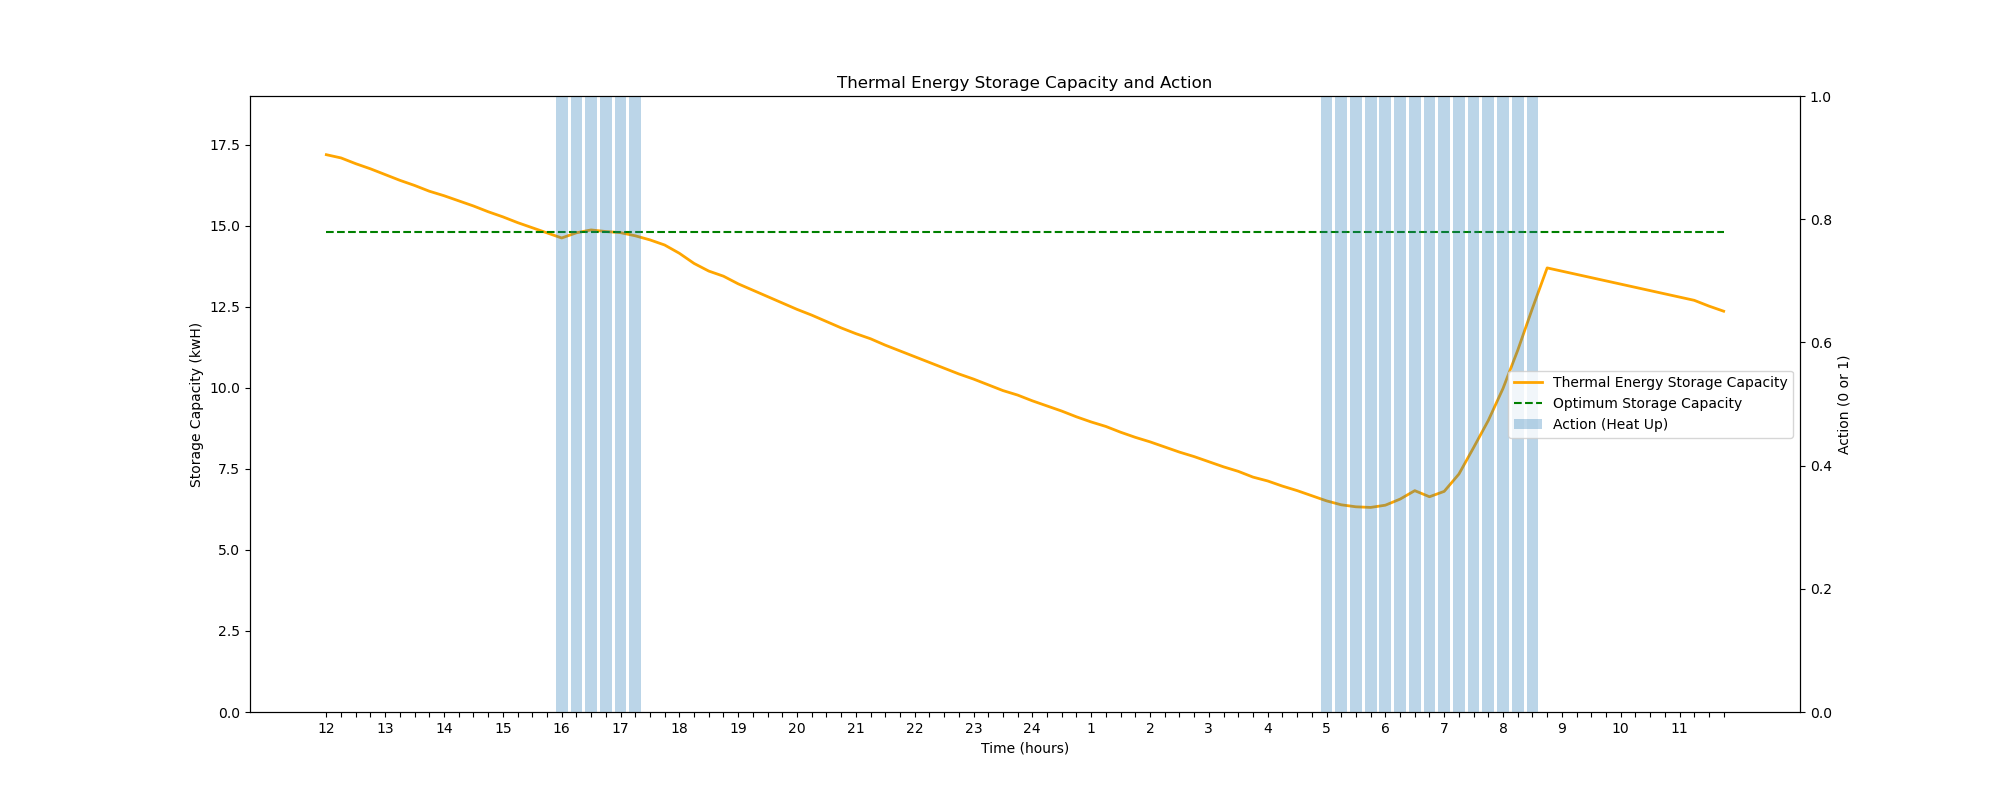 Thermal Energy Storage Capacity and Action
17.5
15.0
12.5
10.0
7.5
5.0
2.5
0.0
Storage Capacity (kwH)
1.0
0.8
0.6
0.4
0.2
0.0
Action (0 or 1)
Thermal Energy Storage Capacity
Optimum Storage Capacity
Action (Heat Up)
12 13 14 15 16 17 18 19 20 21 22 23 24 1 2 3 4 5 6 7 8 9 10 11
Time (hours)